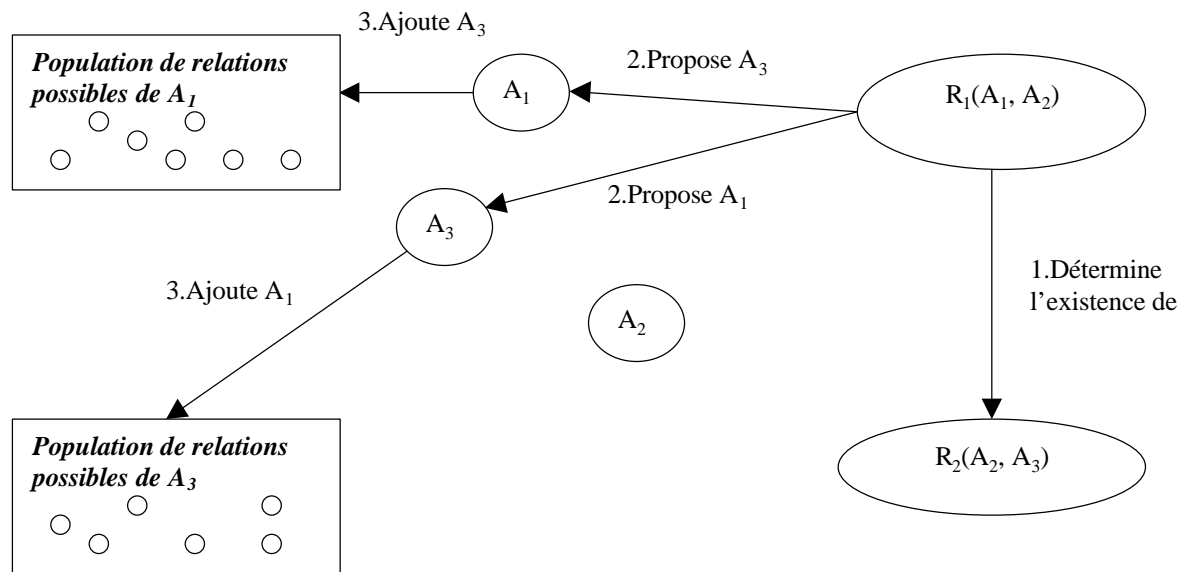 3.Ajoute A₃
Population de relations
possibles de A₁
A₁
2.Propose A₃
R₁(A₁, A₂)
2.Propose A₁
A₃
3.Ajoute A₁
A₂
1.Détermine
l’existence de
Population de relations
possibles de A₃
R₂(A₂, A₃)